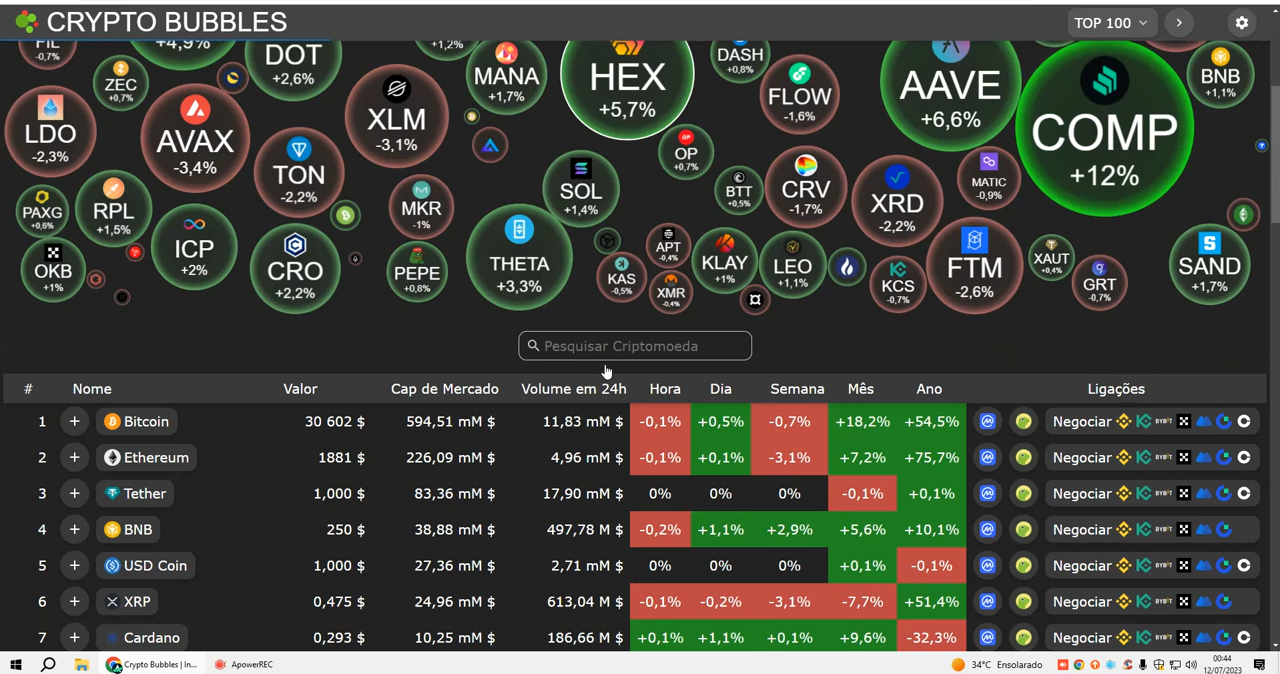 CRYPTO BUBBLES
TOP 100
FIL
-0,7%
+4,9%
DOT
+2,6%
+1,2%
MANA
+1,7%
HEX
+5,7%
DASH
+0,8%
AAVE
+6,6%
COMP
+12%
BNB
+1,1%
ZEC
+0,7%
LDO
-2,3%
AVAX
-3,4%
XLM
-3,1%
FLOW
-1,6%
TON
-2,2%
OP
+0,7%
SOL
+1,4%
BTT
+0,5%
CRV
-1,7%
XRD
-2,2%
MATIC
-0,9%
PAXG
+0,6%
RPL
+1,5%
MKR
-1%
ICP
+2%
OKB
+1%
CRO
+2,2%
PEPE
+0,8%
THETA
+3,3%
APT
-0,4%
KAS
-0,5%
XMR
-0,4%
KLAY
+1%
LEO
+1,1%
KCS
-0,7%
FTM
-2,6%
XAUT
+0,4%
GRT
-0,7%
SAND
+1,7%
Pesquisar Criptomoeda
# Nome Valor Cap de Mercado Volume em 24h Hora Dia Semana Mês Ano Ligações
1 + Bitcoin 30 602 $ 594,51 mM $ 11,83 mM $ -0,1% +0,5% -0,7% +18,2% +54,5% Negociar BYBIT
2 + Ethereum 1881 $ 226,09 mM $ 4,96 mM $ -0,1% +0,1% -3,1% +7,2% +75,7% Negociar BYBIT
3 + Tether 1,000 $ 83,36 mM $ 17,90 mM $ 0% 0% 0% -0,1% +0,1% Negociar BYBIT
4 + BNB 250 $ 38,88 mM $ 497,78 M $ -0,2% +1,1% +2,9% +5,6% +10,1% Negociar BYBIT
5 + USD Coin 1,000 $ 27,36 mM $ 2,71 mM $ 0% 0% 0% +0,1% -0,1% Negociar BYBIT
6 + XRP 0,475 $ 24,96 mM $ 613,04 M $ -0,1% -0,2% -3,1% -7,7% +51,4% Negociar BYBIT
7 + Cardano 0,293 $ 10,25 mM $ 186,66 M $ +0,1% +1,1% +0,1% +9,6% -32,3% Negociar BYBIT
Crypto Bubbles | In... ApowerREC 34°C Ensolarado 00:44
12/07/2023